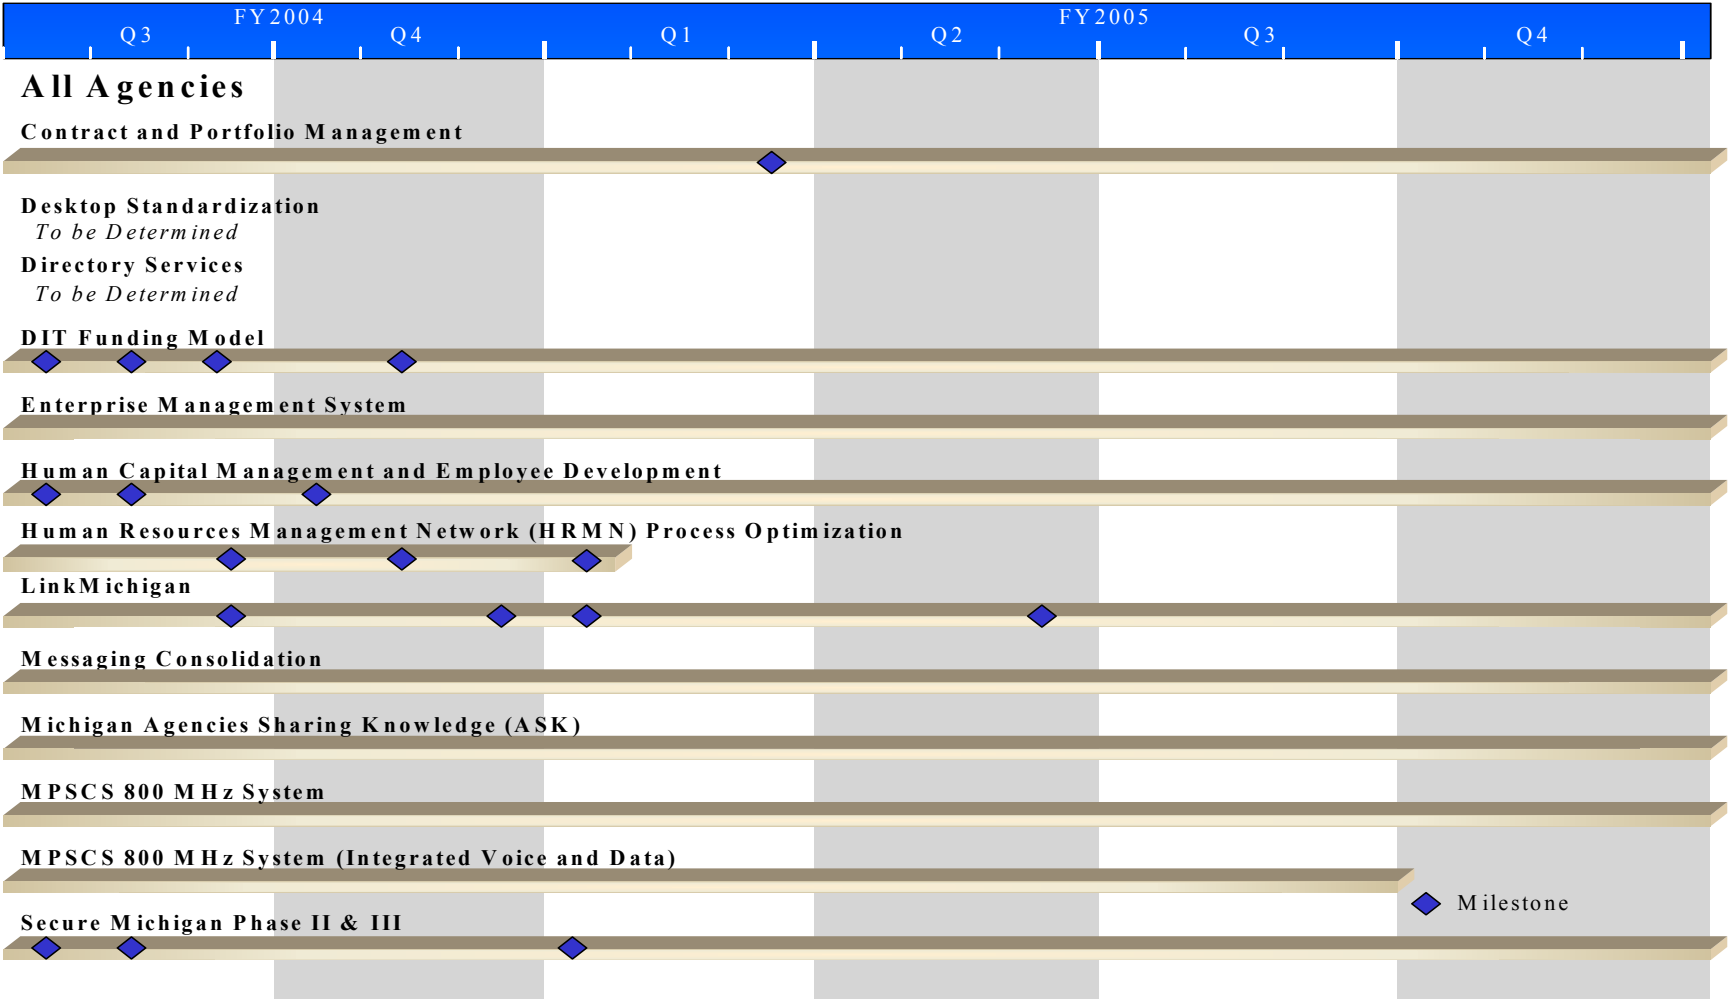 FY2004 FY2005
Q3 Q4 Q1 Q2 Q3 Q4
All Agencies
Contract and Portfolio Management
Desktop Standardization
To be Determined
Directory Services
To be Determined
DIT Funding Model
Enterprise Management System
Human Capital Management and Employee Development
Human Resources Management Network (HRMN) Process Optimization
LinkMichigan
Messaging Consolidation
Michigan Agencies Sharing Knowledge (ASK)
MPSCS 800 MHz System
MPSCS 800 MHz System (Integrated Voice and Data)
Milestone
Secure Michigan Phase II & III